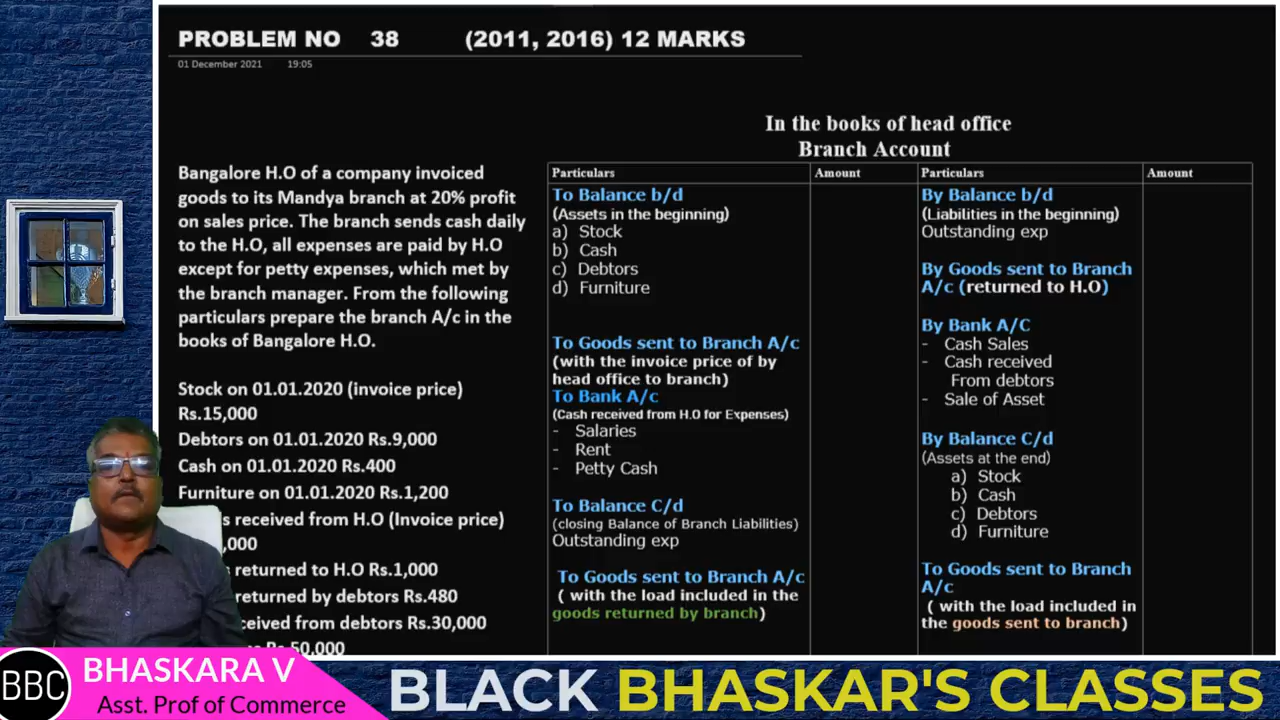 PROBLEM NO 38 (2011, 2016) 12 MARKS
01 December 2021 19:05
In the books of head office
Branch Account
Bangalore H.O of a company invoiced
goods to its Mandya branch at 20% profit
on sales price. The branch sends cash daily
to the H.O, all expenses are paid by H.O
except for petty expenses, which met by
the branch manager. From the following
particulars prepare the branch A/c in the
books of Bangalore H.O.
Stock on 01.01.2020 (invoice price)
Rs.15,000
Debtors on 01.01.2020 Rs.9,000
Cash on 01.01.2020 Rs.400
Furniture on 01.01.2020 Rs.1,200
s received from H.O (Invoice price)
,000
returned to H.O Rs.1,000
returned by debtors Rs.480
ceived from debtors Rs.30,000
50,000
Particulars Amount Particulars Amount
To Balance b/d
(Assets in the beginning)
a) Stock
b) Cash
c) Debtors
d) Furniture
To Goods sent to Branch A/c
(with the invoice price of by
head office to branch)
To Bank A/c
(Cash received from H.O for Expenses)
- Salaries
- Rent
- Petty Cash
To Balance C/d
(closing Balance of Branch Liabilities)
Outstanding exp
To Goods sent to Branch A/c
( with the load included in the
goods returned by branch)
By Balance b/d
(Liabilities in the beginning)
Outstanding exp
By Goods sent to Branch
A/c (returned to H.O)
By Bank A/C
- Cash Sales
- Cash received
From debtors
- Sale of Asset
By Balance C/d
(Assets at the end)
a) Stock
b) Cash
c) Debtors
d) Furniture
To Goods sent to Branch
A/c
( with the load included in
the goods sent to branch)
BBC
BHASKARA V
Asst. Prof of Commerce
BLACK BHASKAR'S CLASSES